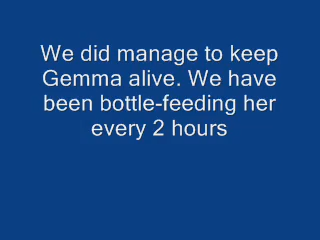 We did manage to keep
Gemma alive. We have
been bottle-feeding her
every 2 hours